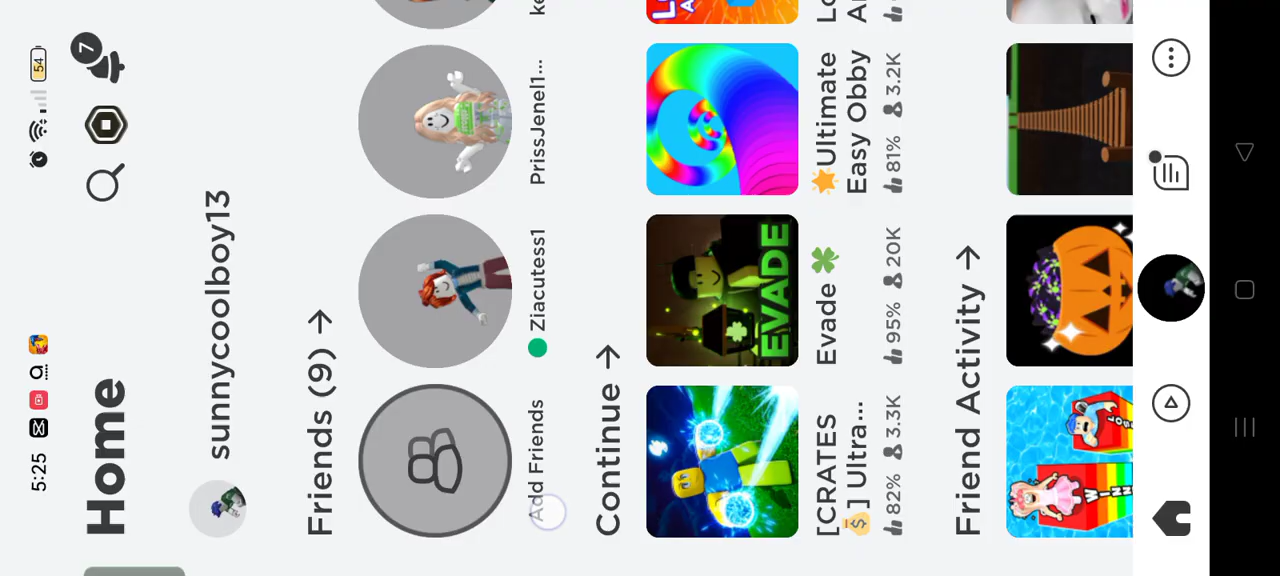 5:25
54
Home
7
sunnycoolboy13
Friends (9) →
Add Friends
Ziacutess1
PrissJenel1...
ke
Continue →
EVADE
[CRATES
💰] Ultra...
82% 3.3K
Evade 🍀
95% 20K
🌟Ultimate
Easy Obby
81% 3.2K
Friend Activity →